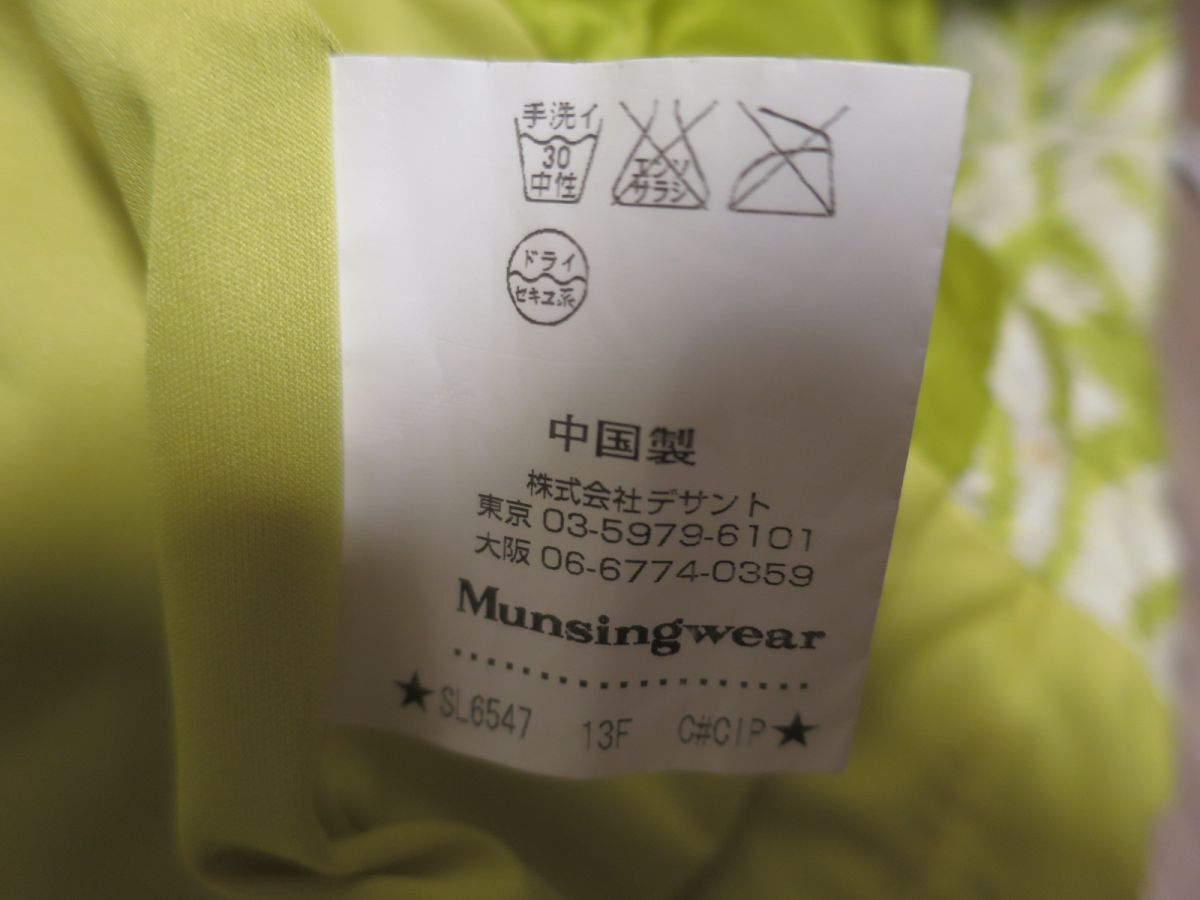 手洗イ
30
中性
エンソ
サラシ
ドライ
セキユ系
中国製
株式会社デサント
東京 03-5979-6101
大阪 06-6774-0359
Munsingwear
★SL6547 13F C#CIP★